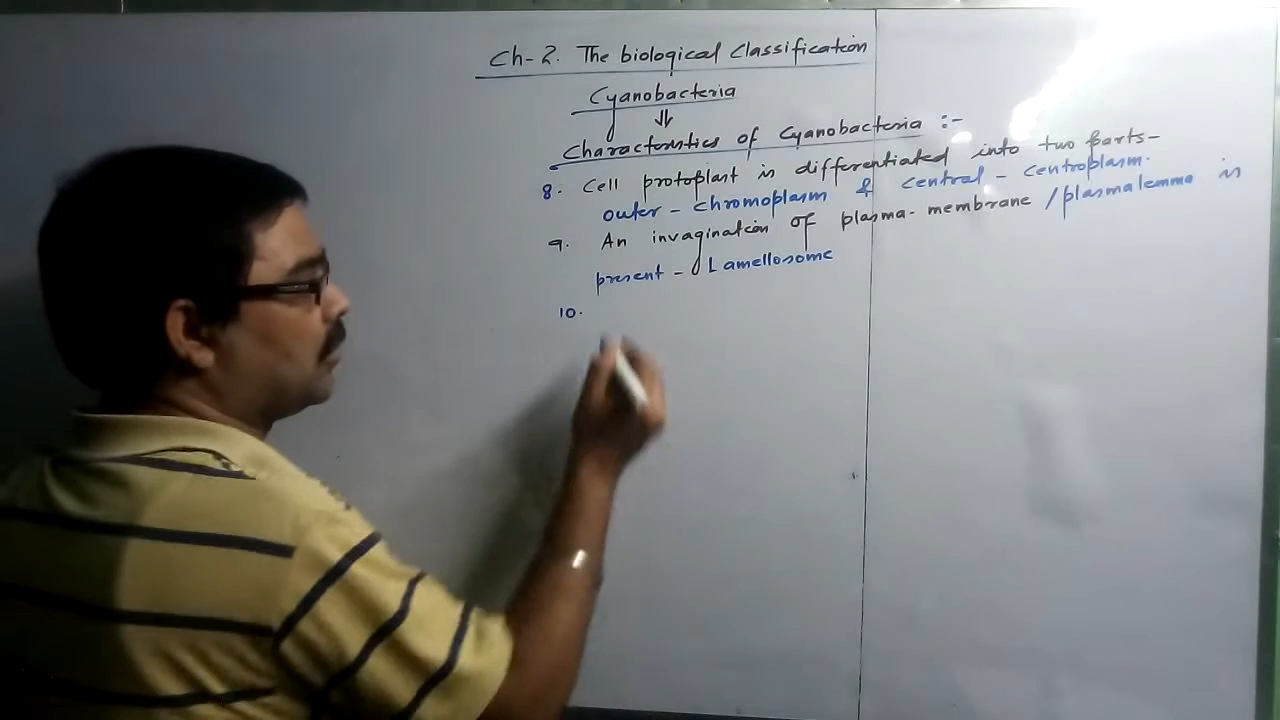 Ch-2. The biological Classification
Cyanobacteria
⇓
Characteristics of Cyanobacteria :-
8. Cell protoplast is differentiated into two parts-
outer - chromoplasm & central - centroplasm.
9. An invagination of plasma-membrane/plasmalemma is
present - Lamellosome
10.